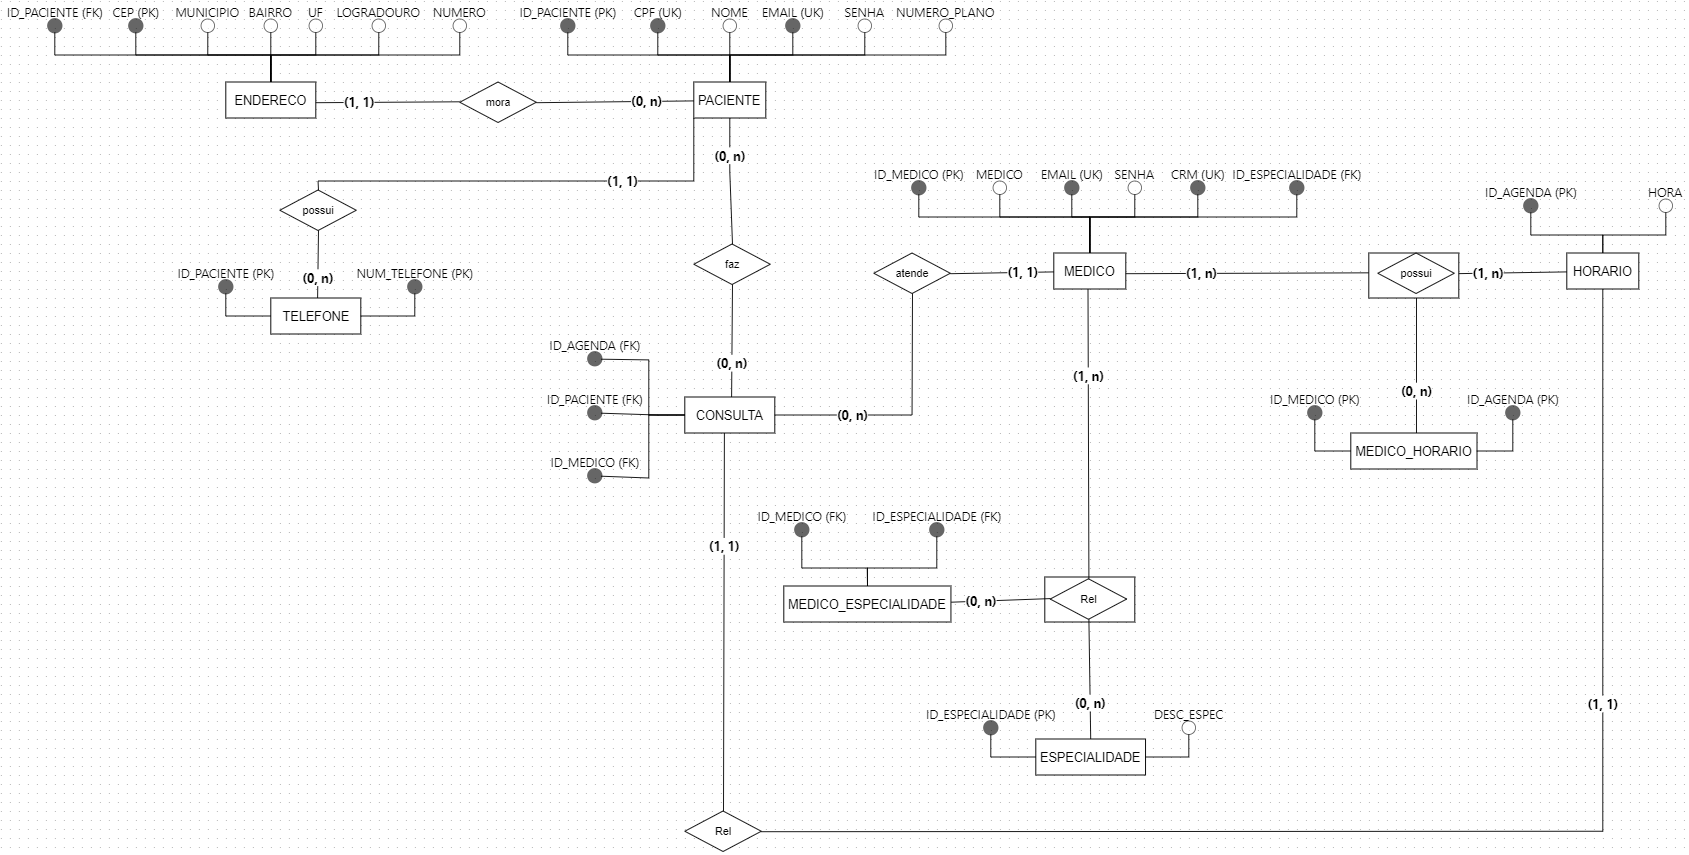 ID_PACIENTE (FK) CEP (PK) MUNICIPIO BAIRRO UF LOGRADOURO NUMERO
ID_PACIENTE (PK) CPF (UK) NOME EMAIL (UK) SENHA NUMERO_PLANO
ENDERECO (1, 1) mora (0, n) PACIENTE
(0, n)
(1, 1)
possui
ID_MEDICO (PK) MEDICO EMAIL (UK) SENHA CRM (UK) ID_ESPECIALIDADE (FK)
ID_AGENDA (PK) HORA
faz
atende (1, 1) MEDICO (1, n) possui (1, n) HORARIO
(0, n)
ID_PACIENTE (PK) NUM_TELEFONE (PK)
TELEFONE
ID_AGENDA (FK)
(0, n)
(1, n)
ID_PACIENTE (FK)
CONSULTA (0, n)
ID_MEDICO (FK)
(0, n)
ID_MEDICO (PK) ID_AGENDA (PK)
MEDICO_HORARIO
ID_MEDICO (FK) ID_ESPECIALIDADE (FK)
(1, 1)
MEDICO_ESPECIALIDADE (0, n) Rel
(0, n)
(1, 1)
ID_ESPECIALIDADE (PK) DESC_ESPEC
ESPECIALIDADE
Rel